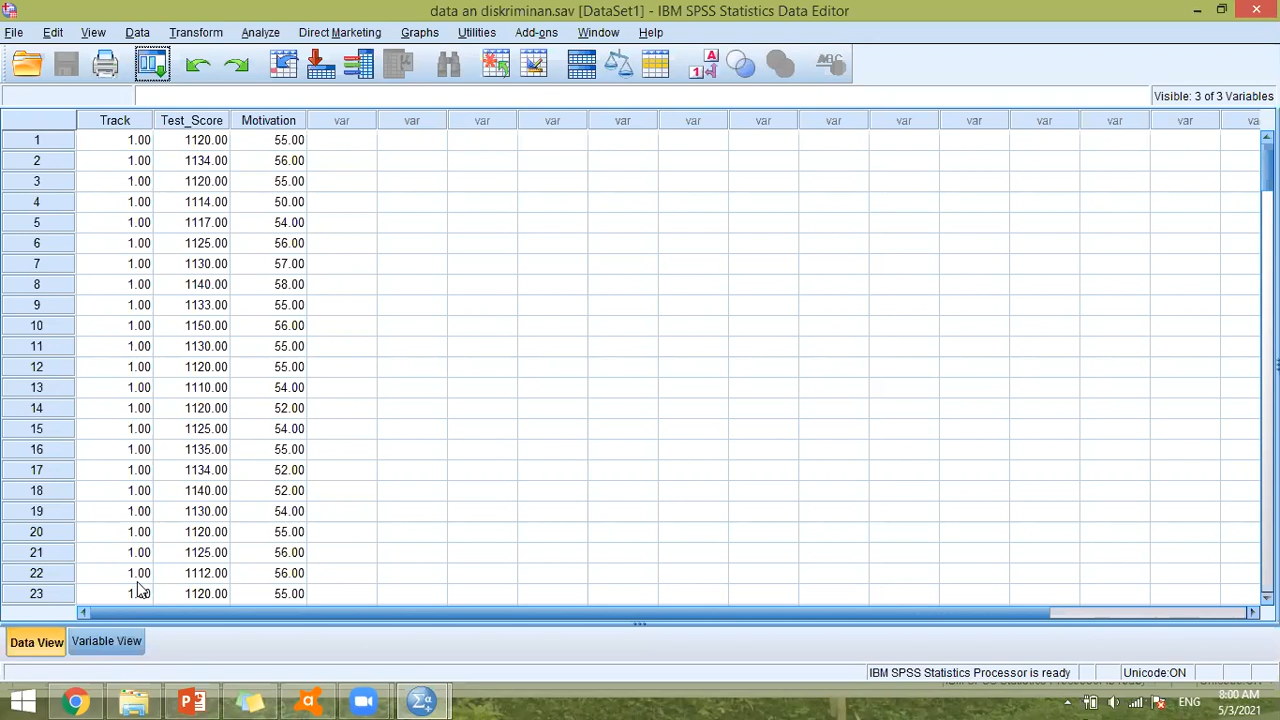 data an diskriminan.sav [DataSet1] - IBM SPSS Statistics Data Editor
File Edit View Data Transform Analyze Direct Marketing Graphs Utilities Add-ons Window Help
A
1
ABC
Visible: 3 of 3 Variables
Track Test_Score Motivation var var var var var var var var var var var var var va
1 1.00 1120.00 55.00
2 1.00 1134.00 56.00
3 1.00 1120.00 55.00
4 1.00 1114.00 50.00
5 1.00 1117.00 54.00
6 1.00 1125.00 56.00
7 1.00 1130.00 57.00
8 1.00 1140.00 58.00
9 1.00 1133.00 55.00
10 1.00 1150.00 56.00
11 1.00 1130.00 55.00
12 1.00 1120.00 55.00
13 1.00 1110.00 54.00
14 1.00 1120.00 52.00
15 1.00 1125.00 54.00
16 1.00 1135.00 55.00
17 1.00 1134.00 52.00
18 1.00 1140.00 52.00
19 1.00 1130.00 54.00
20 1.00 1120.00 55.00
21 1.00 1125.00 56.00
22 1.00 1112.00 56.00
23 1.00 1120.00 55.00
Data View Variable View
IBM SPSS Statistics Processor is ready Unicode:ON
ENG
8:00 AM
5/3/2021